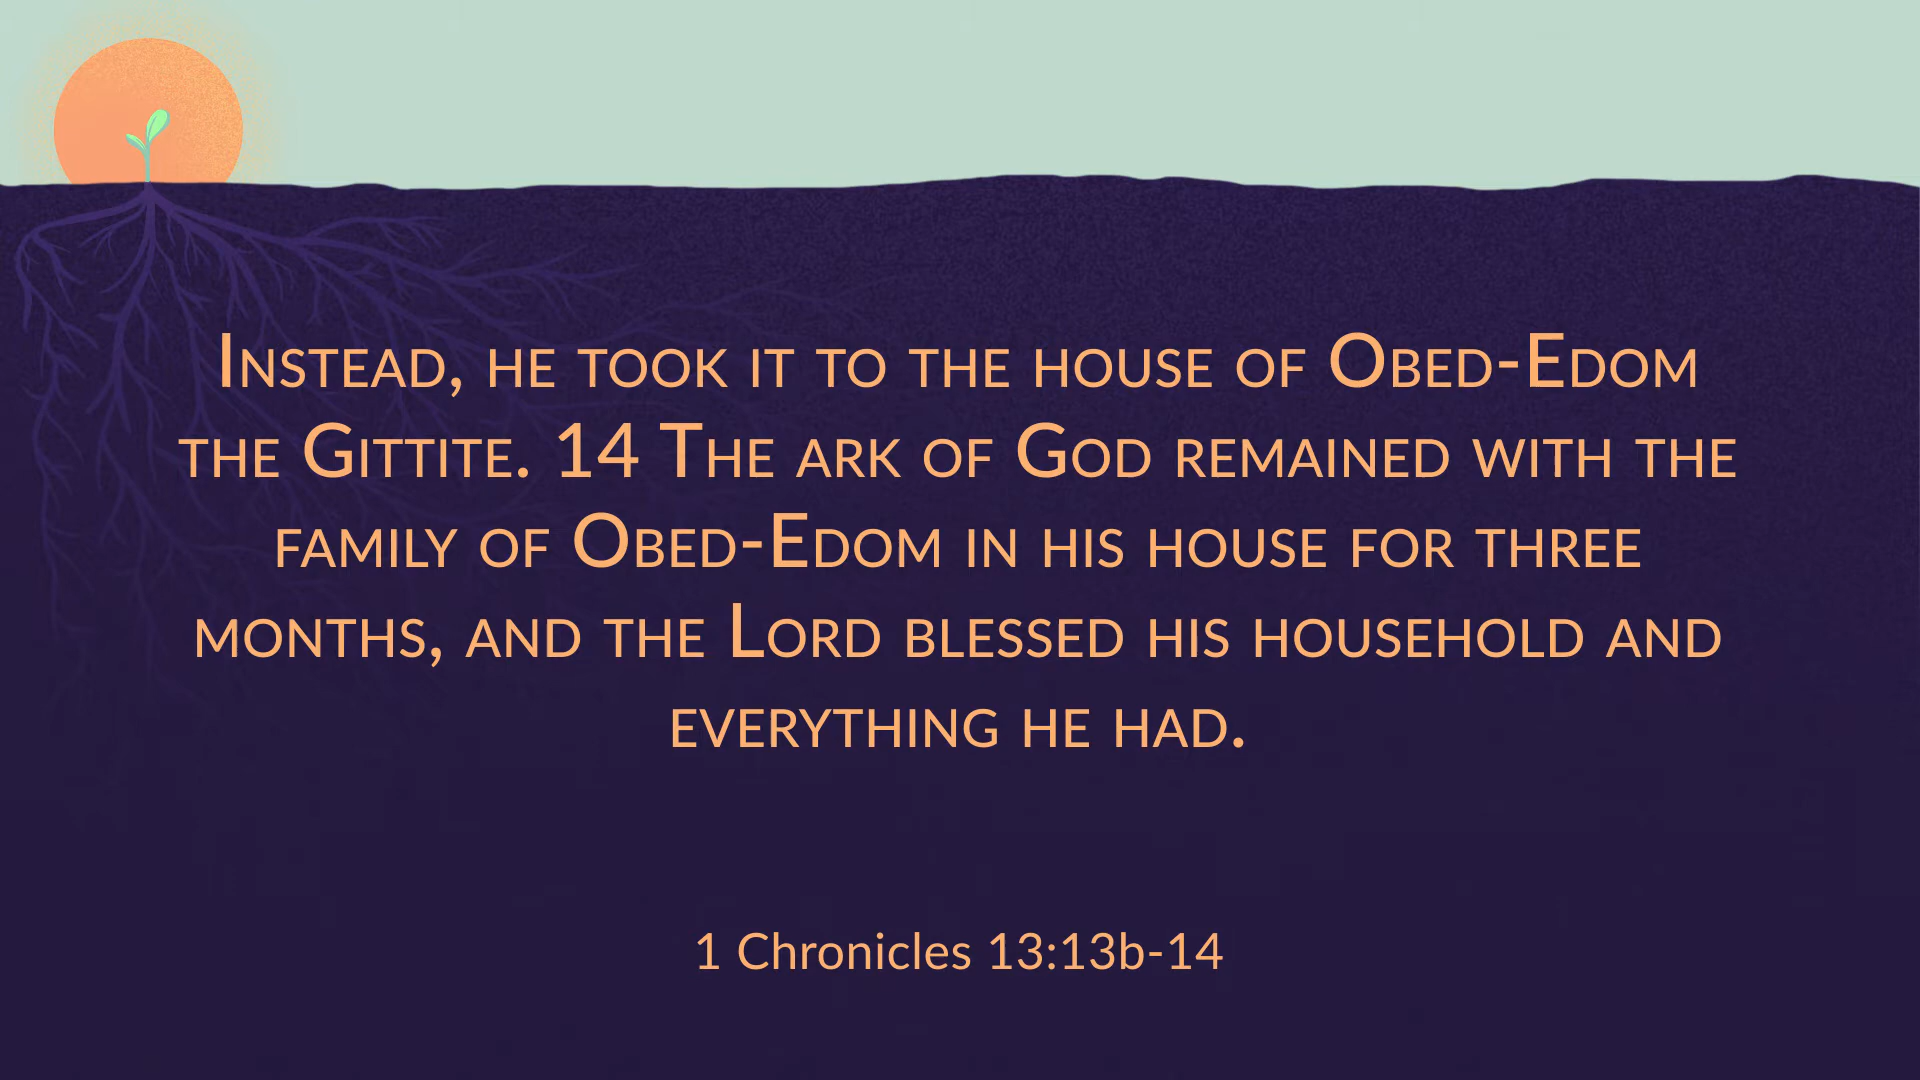 Instead, he took it to the house of Obed-Edom
the Gittite. 14 The ark of God remained with the
family of Obed-Edom in his house for three
months, and the Lord blessed his household and
everything he had.
1 Chronicles 13:13b-14